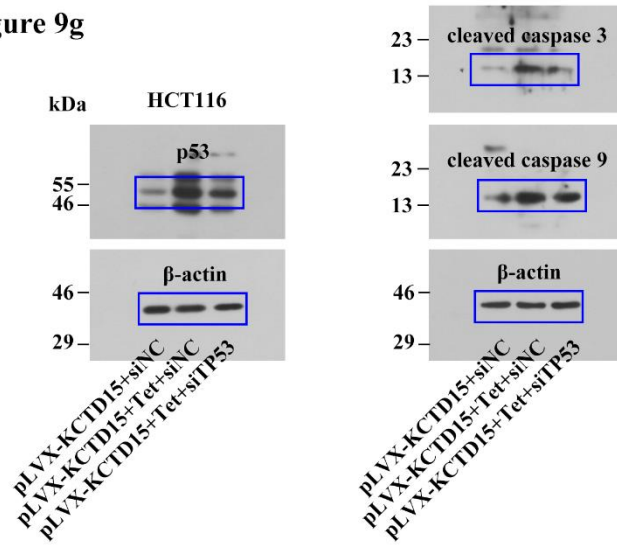 gure 9g
kDa
HCT116
p53
55
46
β-actin
46
29
pLVX-KCTD15+siNC
pLVX-KCTD15+Tet+siNC
pLVX-KCTD15+Tet+siTP53
cleaved caspase 3
23
13
cleaved caspase 9
23
13
β-actin
46
29
pLVX-KCTD15+siNC
pLVX-KCTD15+Tet+siNC
pLVX-KCTD15+Tet+siTP53